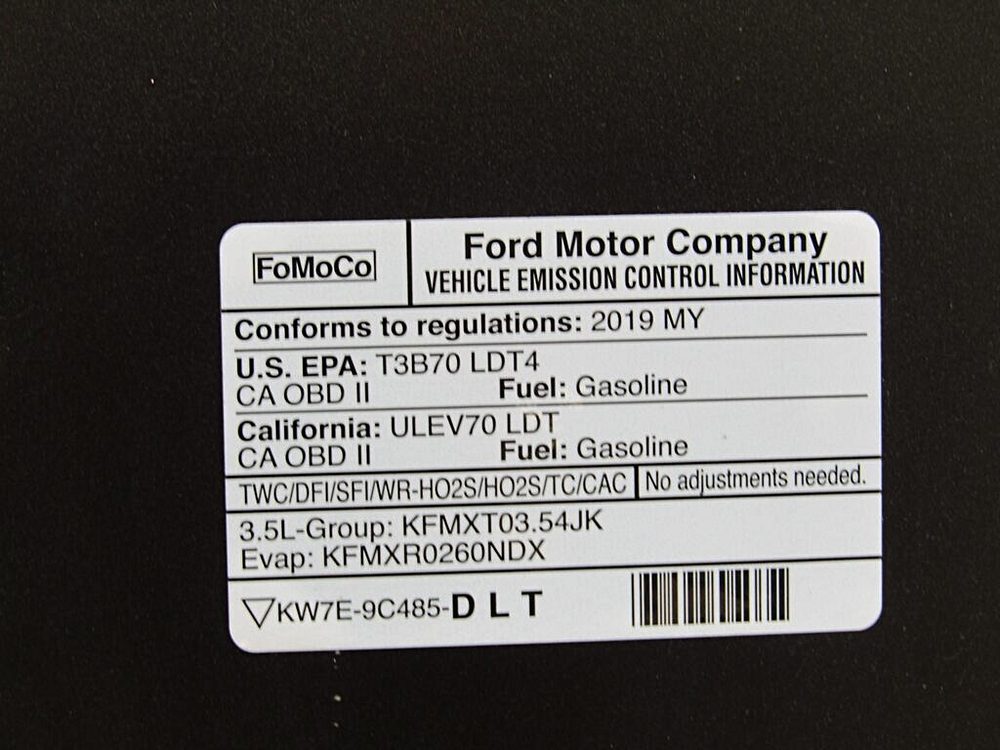 FoMoCo
Ford Motor Company
VEHICLE EMISSION CONTROL INFORMATION
Conforms to regulations: 2019 MY
U.S. EPA: T3B70 LDT4
CA OBD II Fuel: Gasoline
California: ULEV70 LDT
CA OBD II Fuel: Gasoline
TWC/DFI/SFI/WR-HO2S/HO2S/TC/CAC No adjustments needed.
3.5L-Group: KFMXT03.54JK
Evap: KFMXR0260NDX
KW7E-9C485-D L T